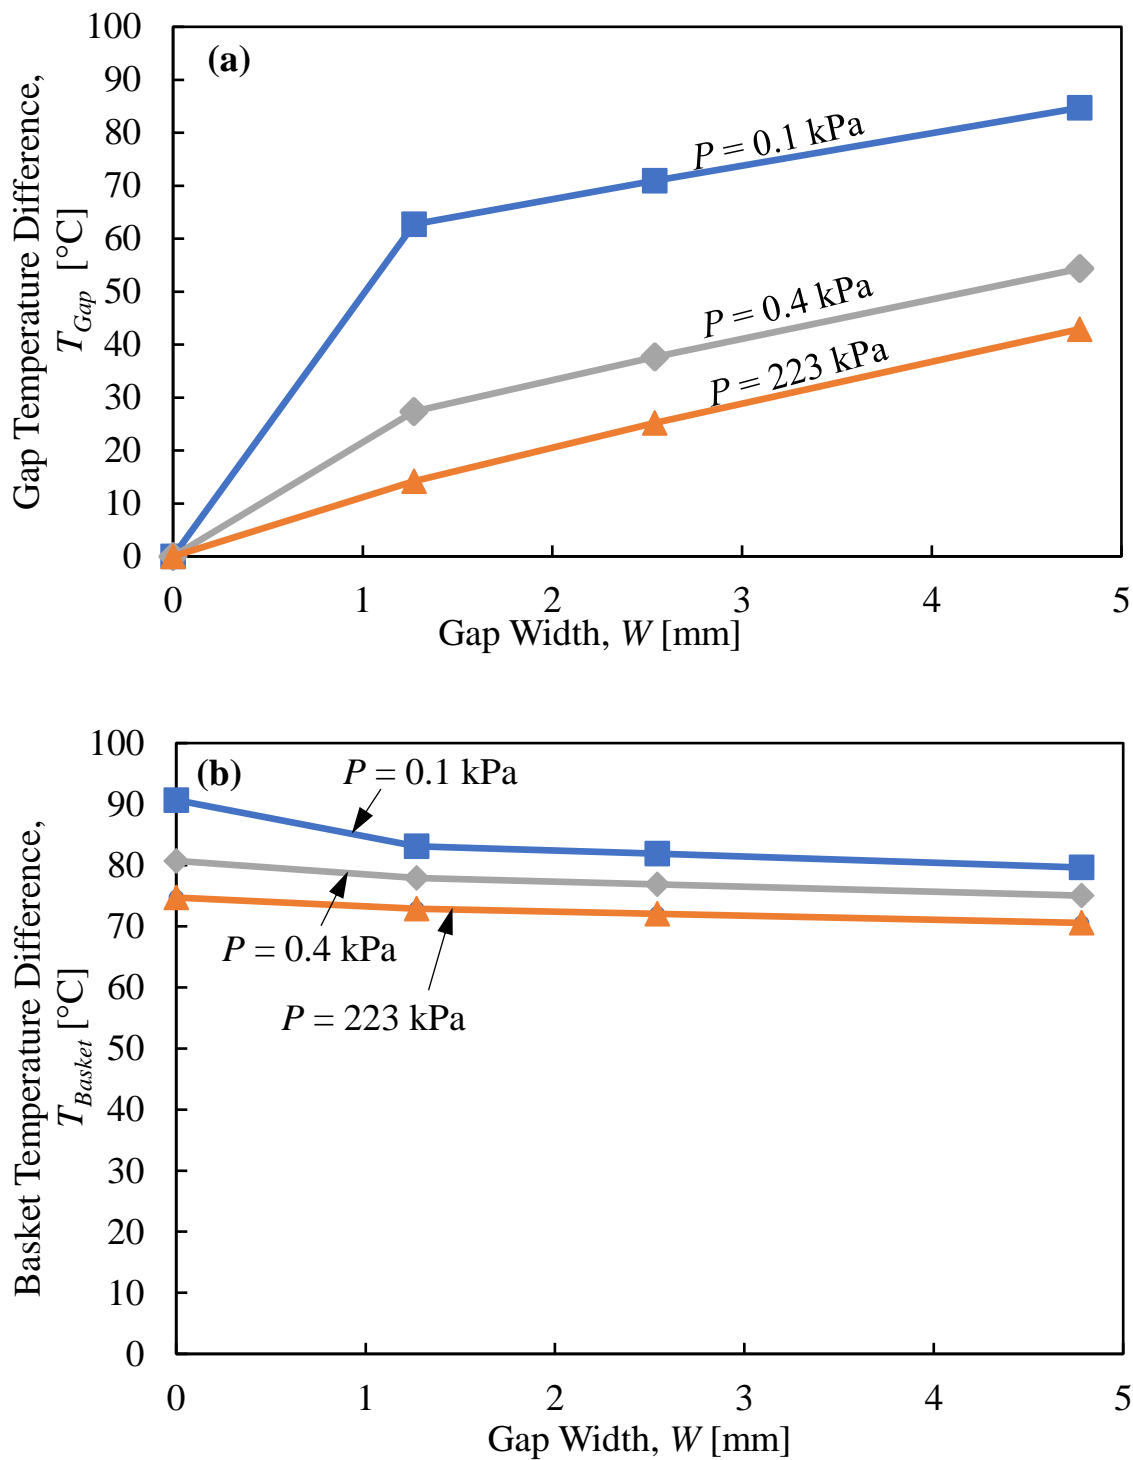 (a)
Gap Temperature Difference,
T_Gap [°C]
100
90
80
70
60
50
40
30
20
10
0
P = 0.1 kPa
P = 0.4 kPa
P = 223 kPa
0 1 2 3 4 5
Gap Width, W [mm]
(b)
Basket Temperature Difference,
T_Basket [°C]
100
90
80
70
60
50
40
30
20
10
0
P = 0.1 kPa
P = 0.4 kPa
P = 223 kPa
0 1 2 3 4 5
Gap Width, W [mm]